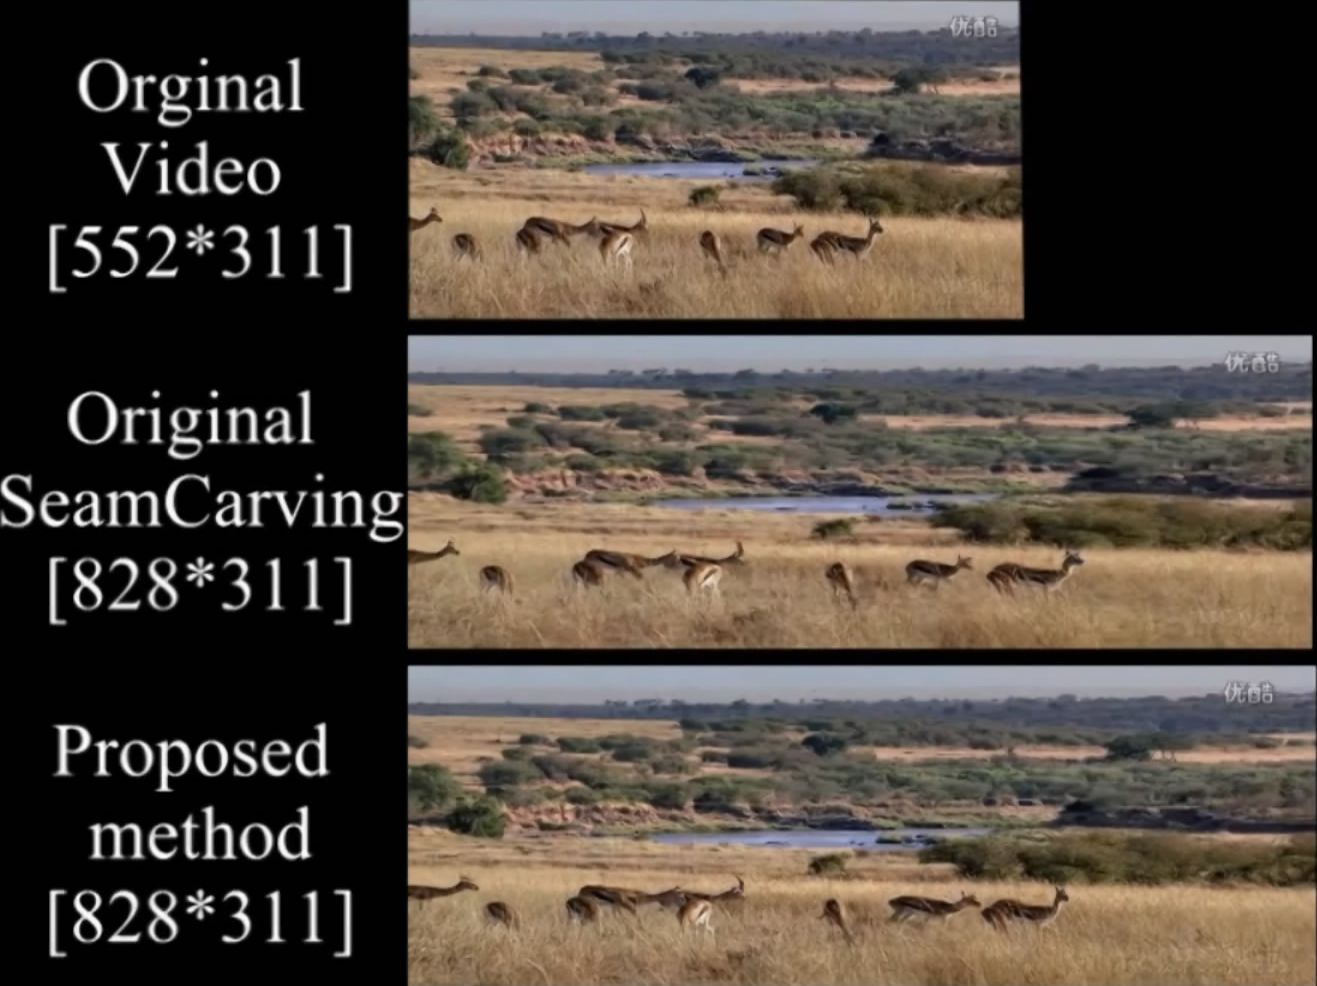 Orginal
Video
[552*311]
优酷
Original
SeamCarving
[828*311]
优酷
Proposed
method
[828*311]
优酷